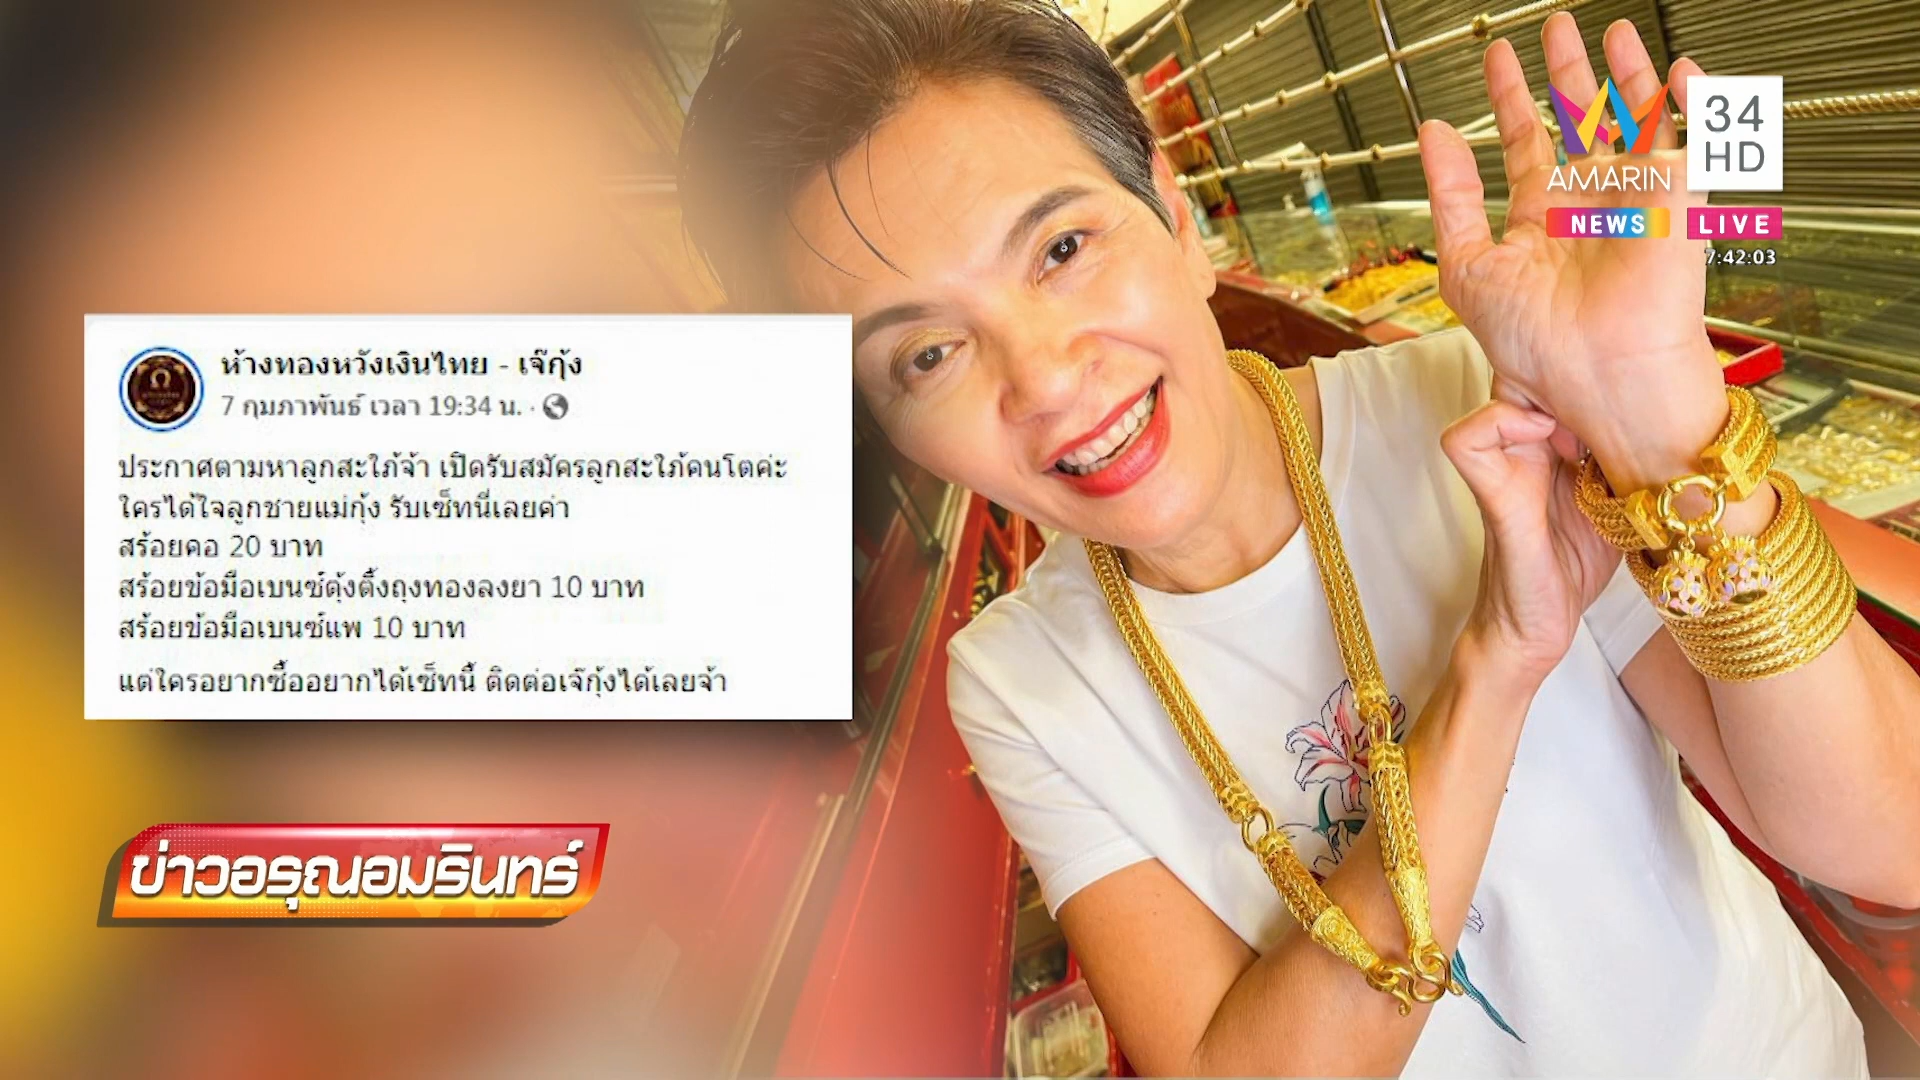 34
HD
AMARIN
NEWS
LIVE
7:42:03
ห้างทองหวังเงินไทย - เจ๊กุ้ง
7 กุมภาพันธ์ เวลา 19:34 น. ·
ประกาศตามหาลูกสะใภ้จ้า เปิดรับสมัครลูกสะใภ้คนโตค่ะ
ใครได้ใจลูกชายแม่กุ้ง รับเซ็ทนี่เลยค่า
สร้อยคอ 20 บาท
สร้อยข้อมือเบนซ์ตุ้งติ้งถุงทองลงยา 10 บาท
สร้อยข้อมือเบนซ์แพ 10 บาท
แต่ใครอยากซื้ออยากได้เซ็ทนี้ ติดต่อเจ๊กุ้งได้เลยจ้า
ข่าวอรุณอมรินทร์